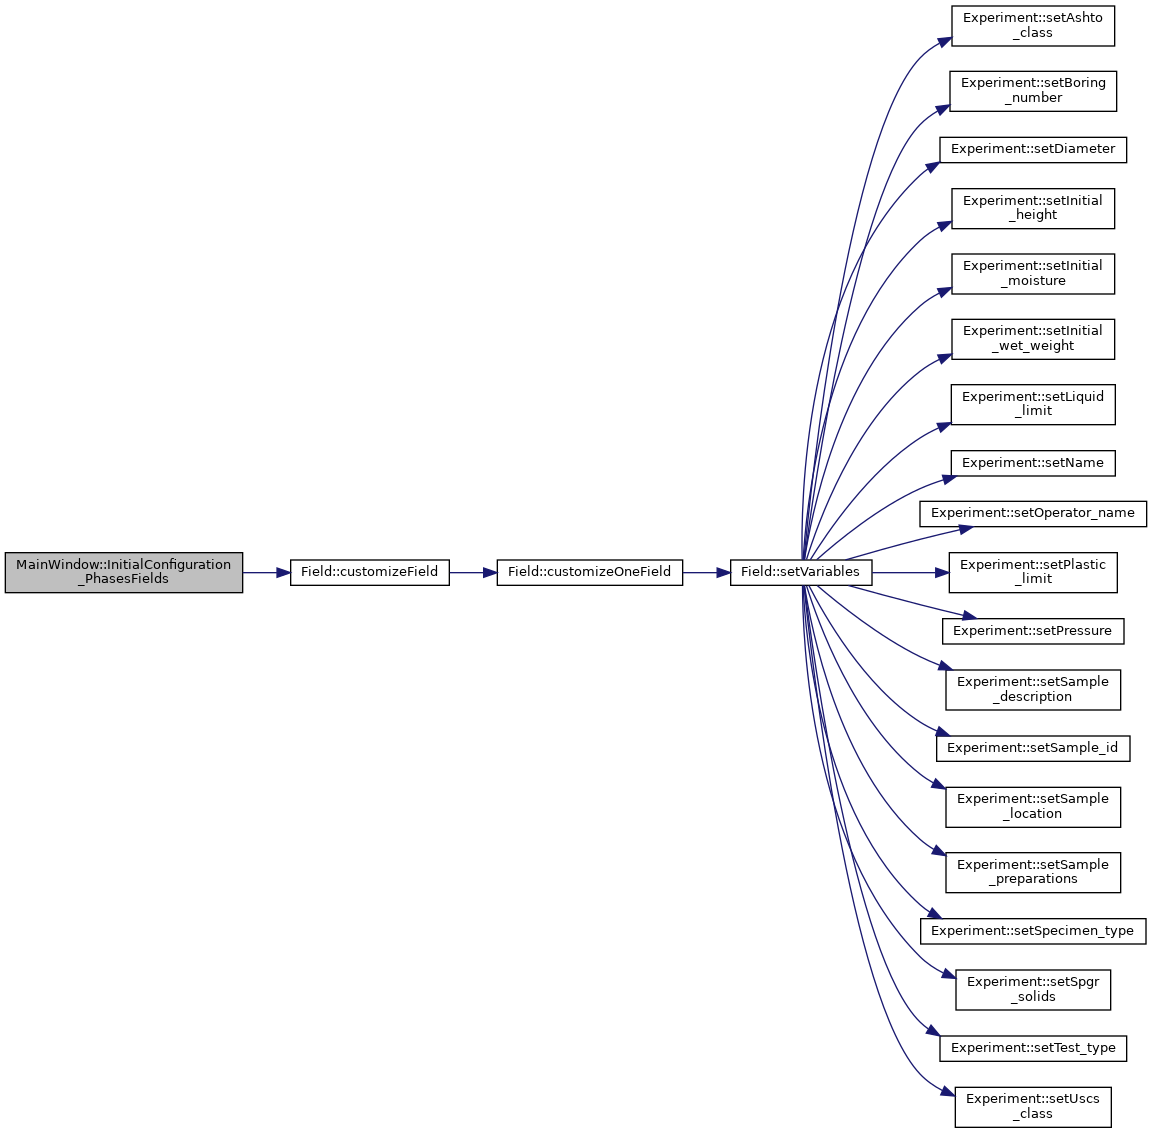 MainWindow::InitialConfiguration
_PhasesFields
Field::customizeField
Field::customizeOneField
Field::setVariables
Experiment::setAshto
_class
Experiment::setBoring
_number
Experiment::setDiameter
Experiment::setInitial
_height
Experiment::setInitial
_moisture
Experiment::setInitial
_wet_weight
Experiment::setLiquid
_limit
Experiment::setName
Experiment::setOperator_name
Experiment::setPlastic
_limit
Experiment::setPressure
Experiment::setSample
_description
Experiment::setSample_id
Experiment::setSample
_location
Experiment::setSample
_preparations
Experiment::setSpecimen_type
Experiment::setSpgr
_solids
Experiment::setTest_type
Experiment::setUscs
_class